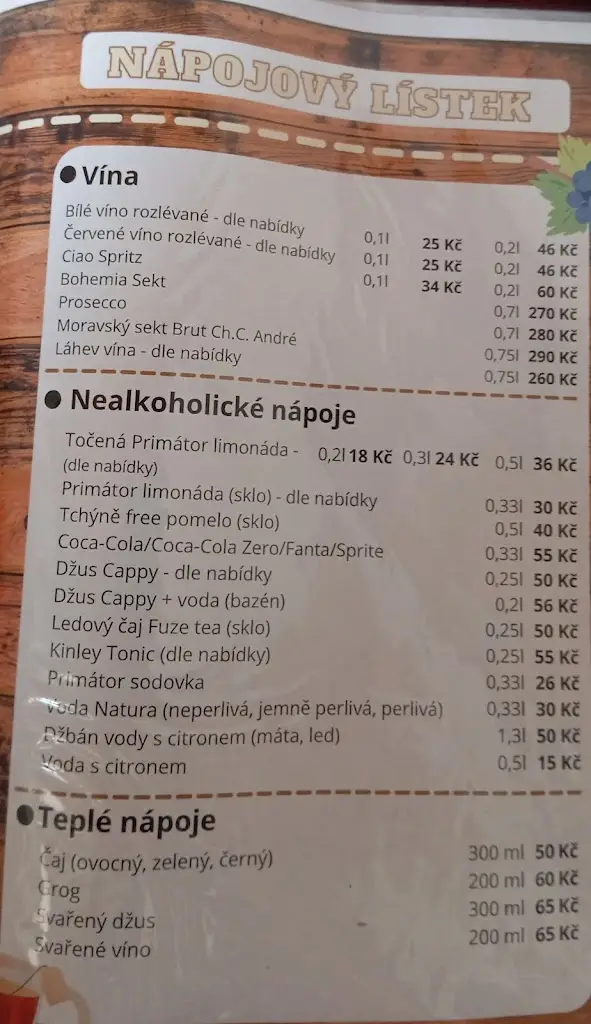 NÁPOJOVÝ LÍSTEK
● Vína
Bílé víno rozlévané - dle nabídky 0,1l 25 Kč 0,2l 46 Kč
Červené víno rozlévané - dle nabídky 0,1l 25 Kč 0,2l 46 Kč
Ciao Spritz 0,1l 34 Kč 0,2l 60 Kč
Bohemia Sekt 0,7l 270 Kč
Prosecco 0,7l 280 Kč
Moravský sekt Brut Ch.C. André 0,75l 290 Kč
Láhev vína - dle nabídky 0,75l 260 Kč
● Nealkoholické nápoje
Točená Primátor limonáda - 0,2l 18 Kč 0,3l 24 Kč 0,5l 36 Kč
(dle nabídky)
Primátor limonáda (sklo) - dle nabídky 0,33l 30 Kč
Tchýně free pomelo (sklo) 0,5l 40 Kč
Coca-Cola/Coca-Cola Zero/Fanta/Sprite 0,33l 55 Kč
Džus Cappy - dle nabídky 0,25l 50 Kč
Džus Cappy + voda (bazén) 0,2l 56 Kč
Ledový čaj Fuze tea (sklo) 0,25l 50 Kč
Kinley Tonic (dle nabídky) 0,25l 55 Kč
Primátor sodovka 0,33l 26 Kč
Voda Natura (neperlivá, jemně perlivá, perlivá) 0,33l 30 Kč
Džbán vody s citronem (máta, led) 1,3l 50 Kč
Voda s citronem 0,5l 15 Kč
● Teplé nápoje
Čaj (ovocný, zelený, černý) 300 ml 50 Kč
Grog 200 ml 60 Kč
Svařený džus 300 ml 65 Kč
Svařené víno 200 ml 65 Kč